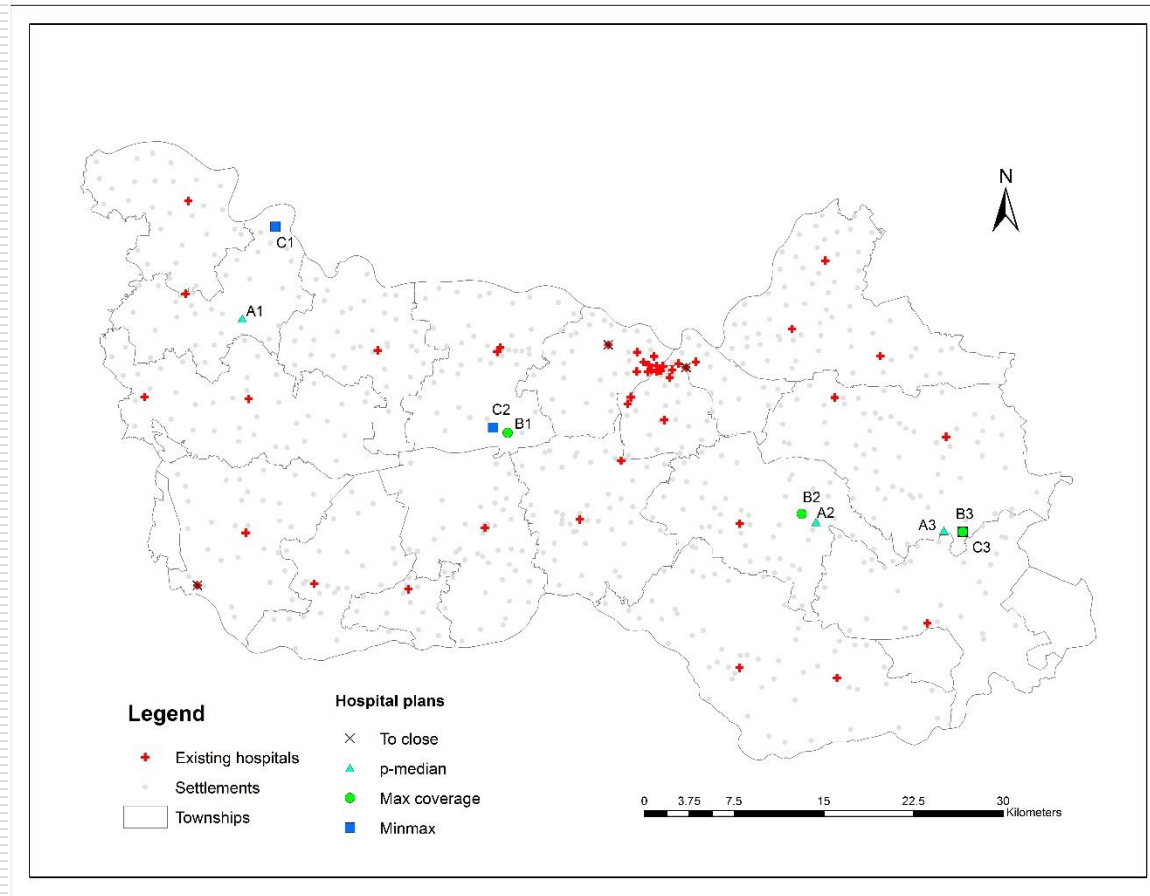 N
C1
A1
C2
B1
B2
A2
A3
B3
C3
Legend
Existing hospitals
Settlements
Townships
Hospital plans
To close
p-median
Max coverage
Minmax
0 3.75 7.5 15 22.5 30
Kilometers